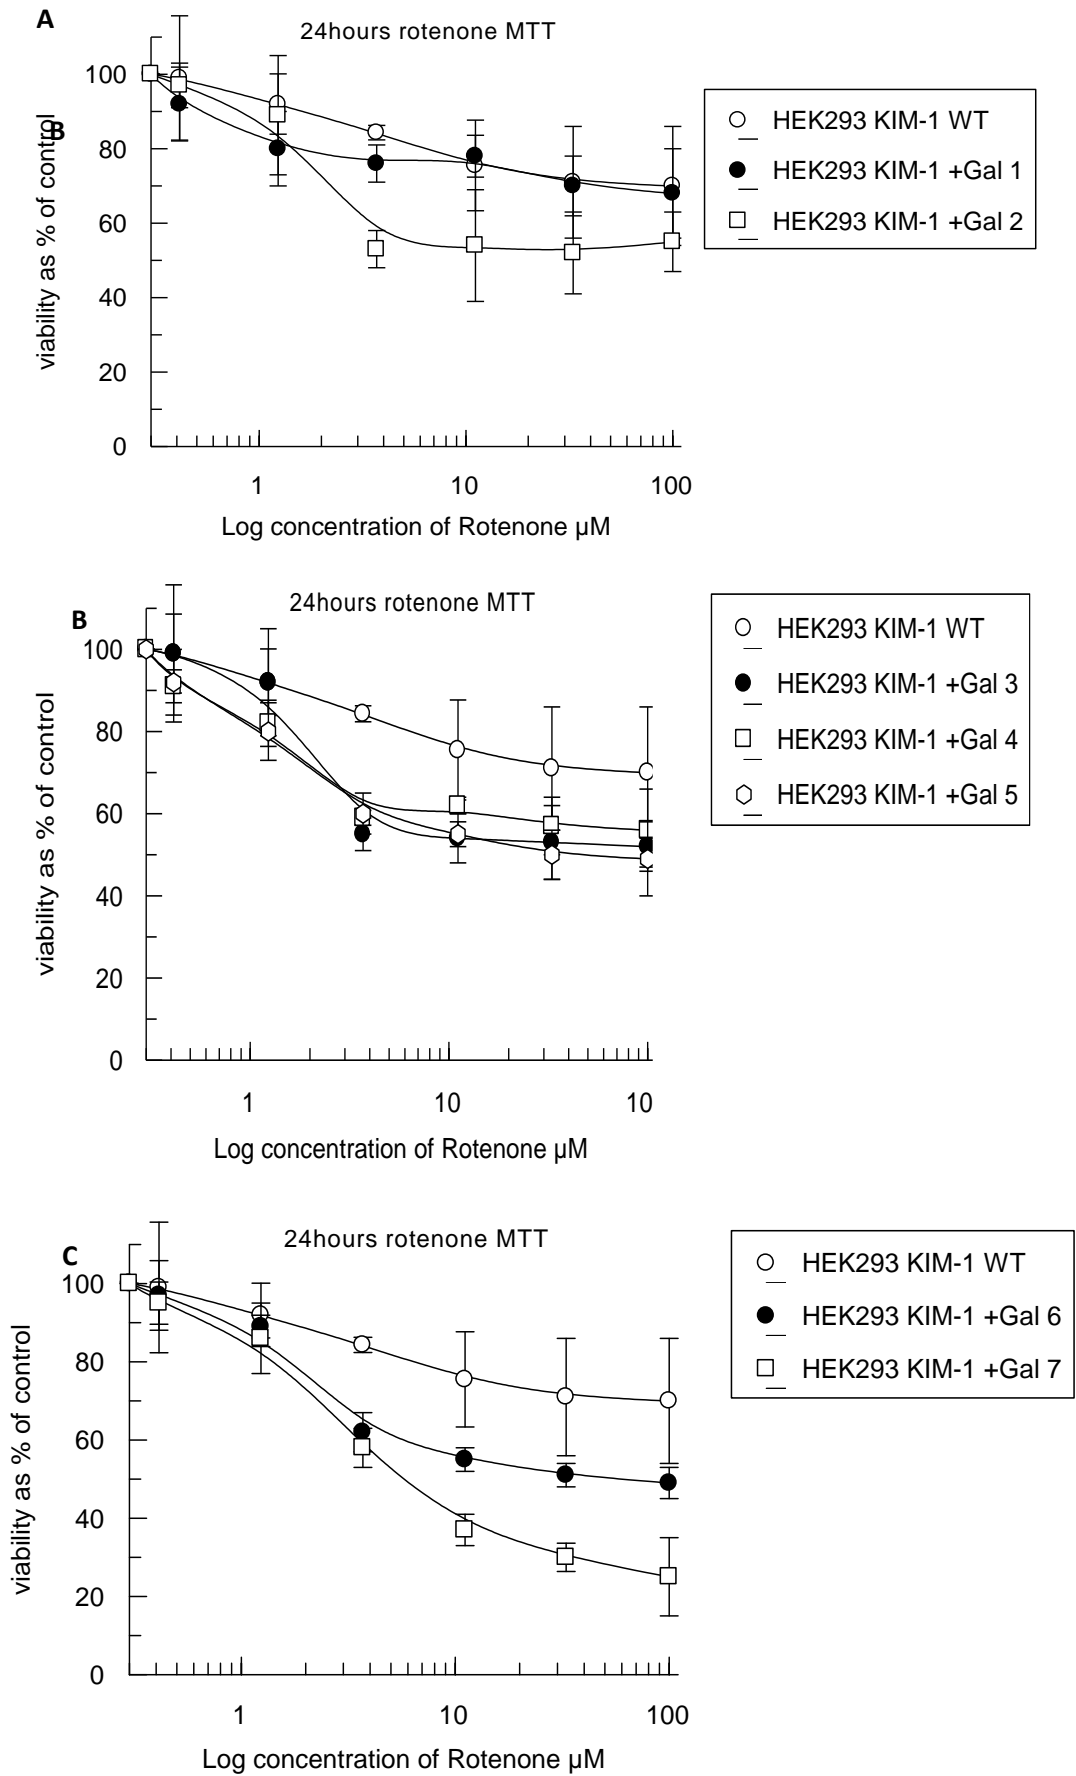 A
24hours rotenone MTT
B
viability as % of control
100
80
60
40
20
0
1 10 100
Log concentration of Rotenone µM
HEK293 KIM-1 WT
HEK293 KIM-1 +Gal 1
HEK293 KIM-1 +Gal 2
B
24hours rotenone MTT
viability as % of control
100
80
60
40
20
0
1 10 10
Log concentration of Rotenone µM
HEK293 KIM-1 WT
HEK293 KIM-1 +Gal 3
HEK293 KIM-1 +Gal 4
HEK293 KIM-1 +Gal 5
C
24hours rotenone MTT
viability as % of control
100
80
60
40
20
0
1 10 100
Log concentration of Rotenone µM
HEK293 KIM-1 WT
HEK293 KIM-1 +Gal 6
HEK293 KIM-1 +Gal 7